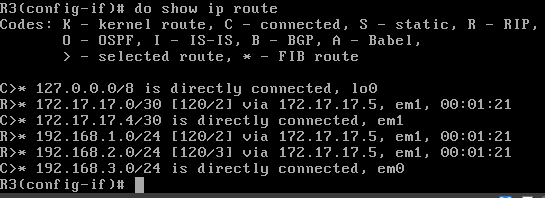 R3(config-if)# do show ip route
Codes: K - kernel route, C - connected, S - static, R - RIP,
O - OSPF, I - IS-IS, B - BGP, A - Babel,
> - selected route, * - FIB route
C>* 127.0.0.0/8 is directly connected, lo0
R>* 172.17.17.0/30 [120/2] via 172.17.17.5, em1, 00:01:21
C>* 172.17.17.4/30 is directly connected, em1
R>* 192.168.1.0/24 [120/2] via 172.17.17.5, em1, 00:01:21
R>* 192.168.2.0/24 [120/3] via 172.17.17.5, em1, 00:01:21
C>* 192.168.3.0/24 is directly connected, em0
R3(config-if)#